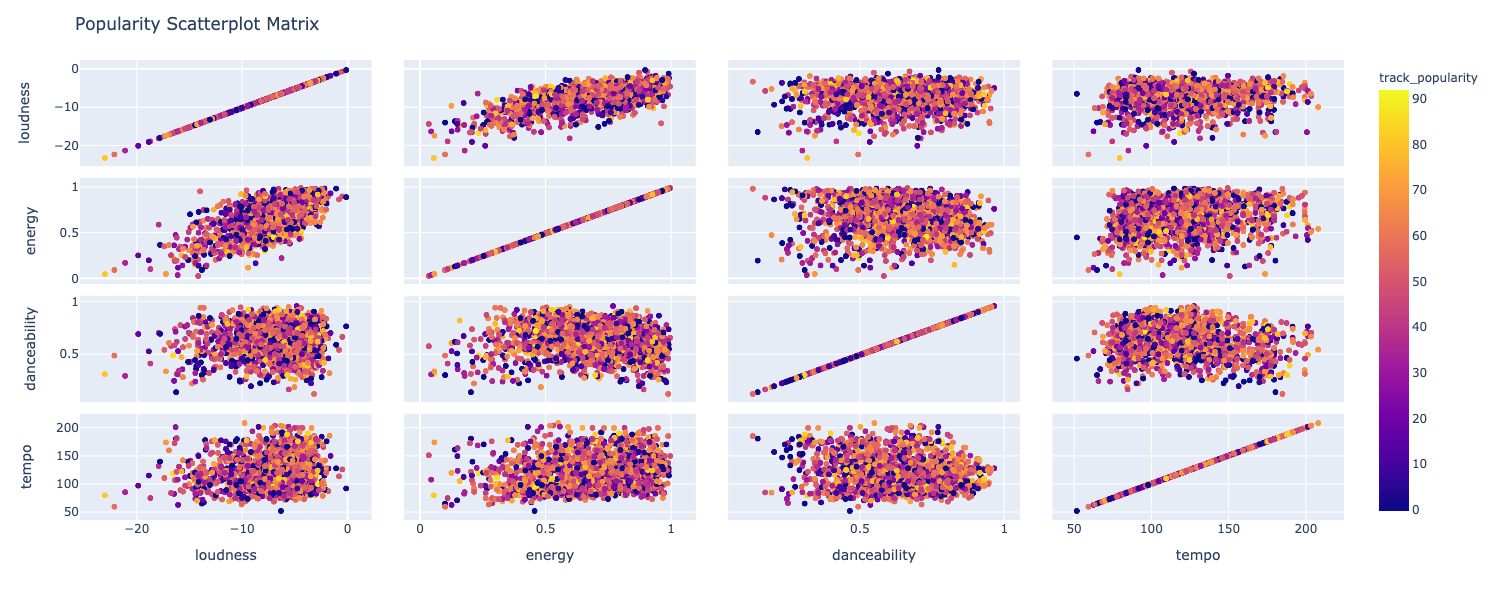 Popularity Scatterplot Matrix
track_popularity
loudness
0
−10
−20
energy
1
0.5
0
danceability
1
0.5
tempo
200
150
100
50
−20 −10 0
0 0.5 1
0.5 1
50 100 150 200
loudness energy danceability tempo
90
80
70
60
50
40
30
20
10
0